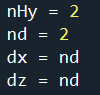 nHy = 2
nd = 2
dx = nd
dz = nd